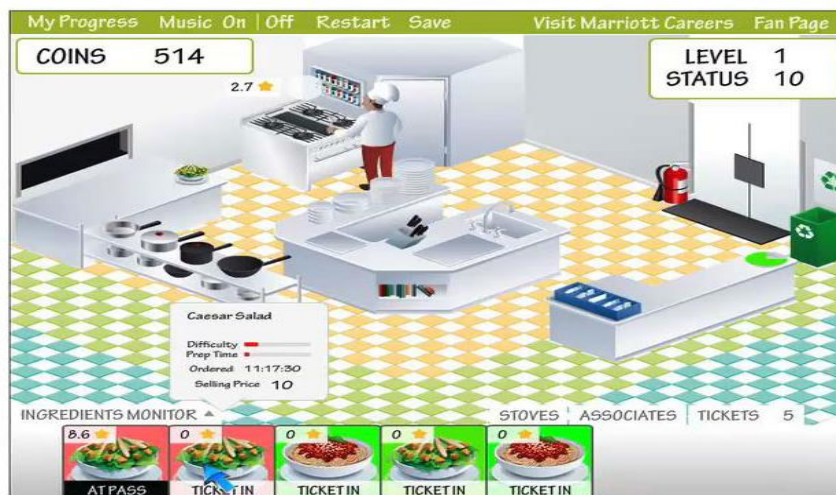 My Progress Music On | Off Restart Save Visit Marriott Careers Fan Page
COINS 514
LEVEL 1
STATUS 10
2.7
Caesar Salad
Difficulty
Prep Time
Ordered 11:17:30
Selling Price 10
INGREDIENTS MONITOR
STOVES ASSOCIATES TICKETS 5
8.6 0 0 0 0
AT PASS TICKET IN TICKET IN TICKET IN TICKET IN